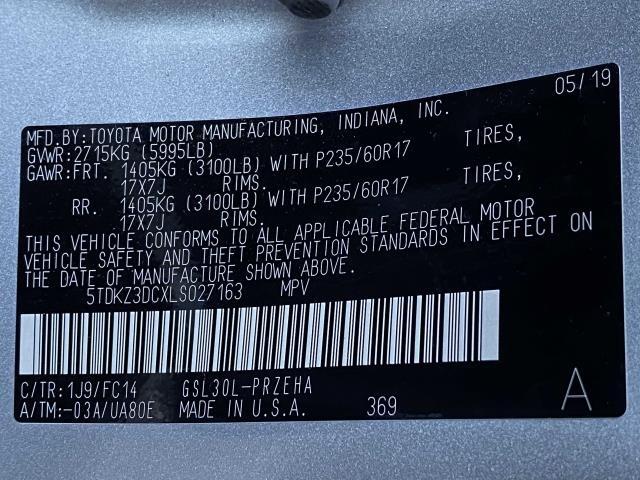 05/19
MFD.BY:TOYOTA MOTOR MANUFACTURING, INDIANA, INC.
GVWR:2715KG (5995LB)
GAWR:FRT. 1405KG (3100LB) WITH P235/60R17 TIRES,
17X7J RIMS.
RR. 1405KG (3100LB) WITH P235/60R17 TIRES,
17X7J RIMS.
THIS VEHICLE CONFORMS TO ALL APPLICABLE FEDERAL MOTOR
VEHICLE SAFETY AND THEFT PREVENTION STANDARDS IN EFFECT ON
THE DATE OF MANUFACTURE SHOWN ABOVE.
5TDKZ3DCXLS027163 MPV
C/TR:1J9/FC14 GSL30L-PRZEHA
A/TM:-03A/UA80E MADE IN U.S.A. 369 A